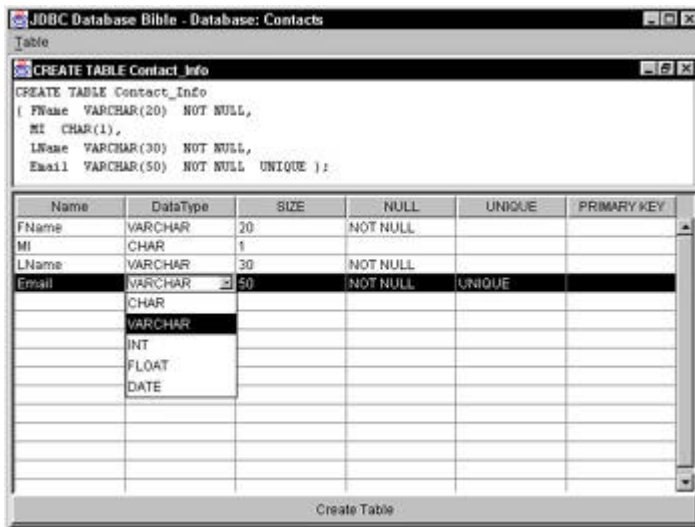 JDBC Database Bible - Database: Contacts
Table
CREATE TABLE Contact_Info
CREATE TABLE Contact_Info
( FName VARCHAR(20) NOT NULL,
MI CHAR(1),
LName VARCHAR(30) NOT NULL,
Email VARCHAR(50) NOT NULL UNIQUE );
Name DataType SIZE NULL UNIQUE PRIMARY KEY
FName VARCHAR 20 NOT NULL
MI CHAR 1
LName VARCHAR 30 NOT NULL
Email VARCHAR 50 NOT NULL UNIQUE
CHAR
VARCHAR
INT
FLOAT
DATE
Create Table